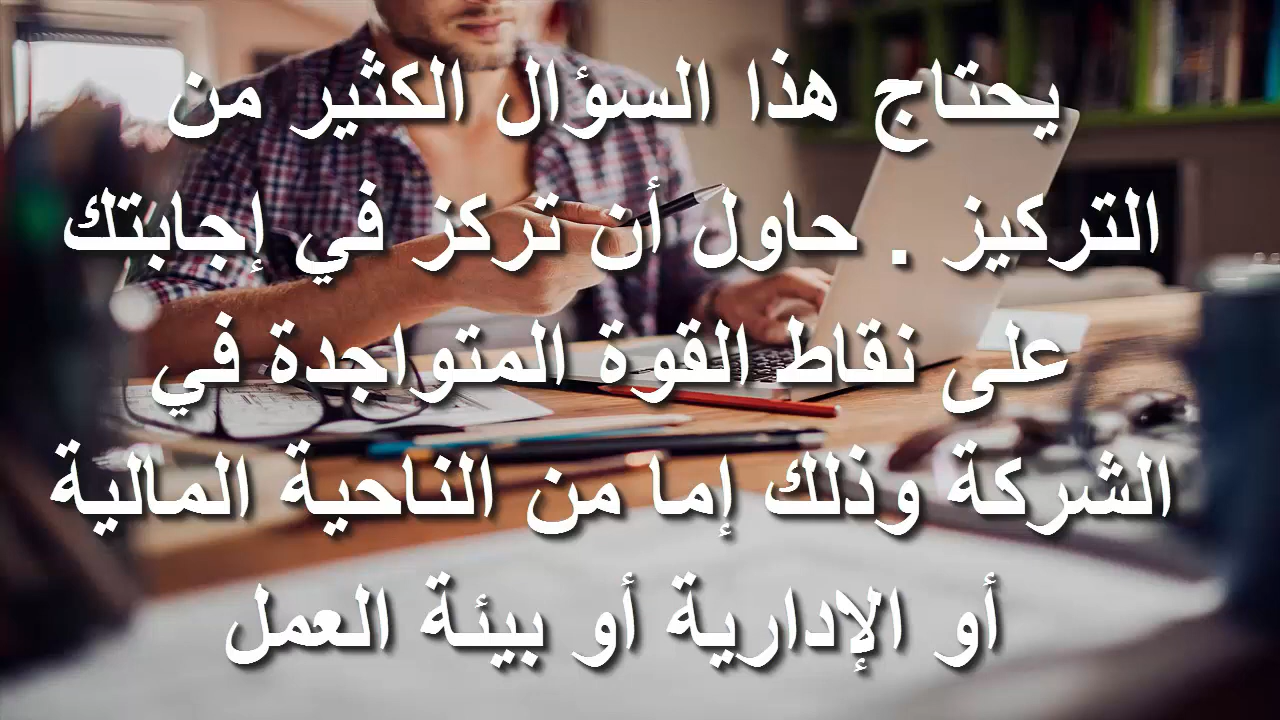 يحتاج هذا السؤال الكثير من
التركيز . حاول أن تركز في إجابتك
على نقاط القوة المتواجدة في
الشركة وذلك إما من الناحية المالية
أو الإدارية أو بيئة العمل